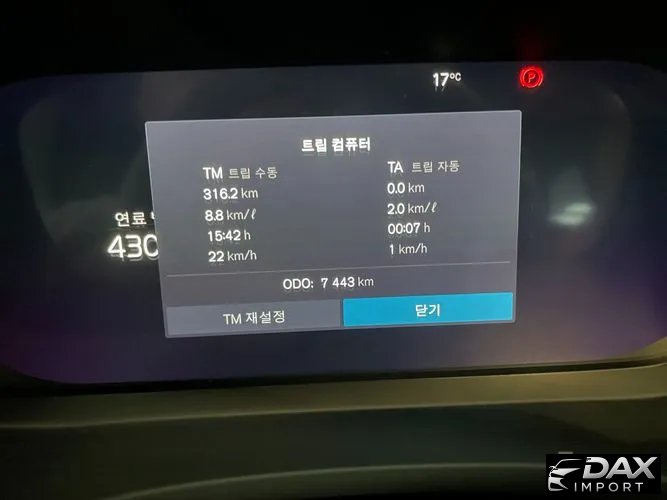 17°C
P
트립 컴퓨터
TM 트립 수동
TA 트립 자동
316.2 km
0.0 km
8.8 km/ℓ
2.0 km/ℓ
15:42 h
00:07 h
22 km/h
1 km/h
연료
430
ODO: 7 443 km
TM 재설정
닫기
DAX
IMPORT